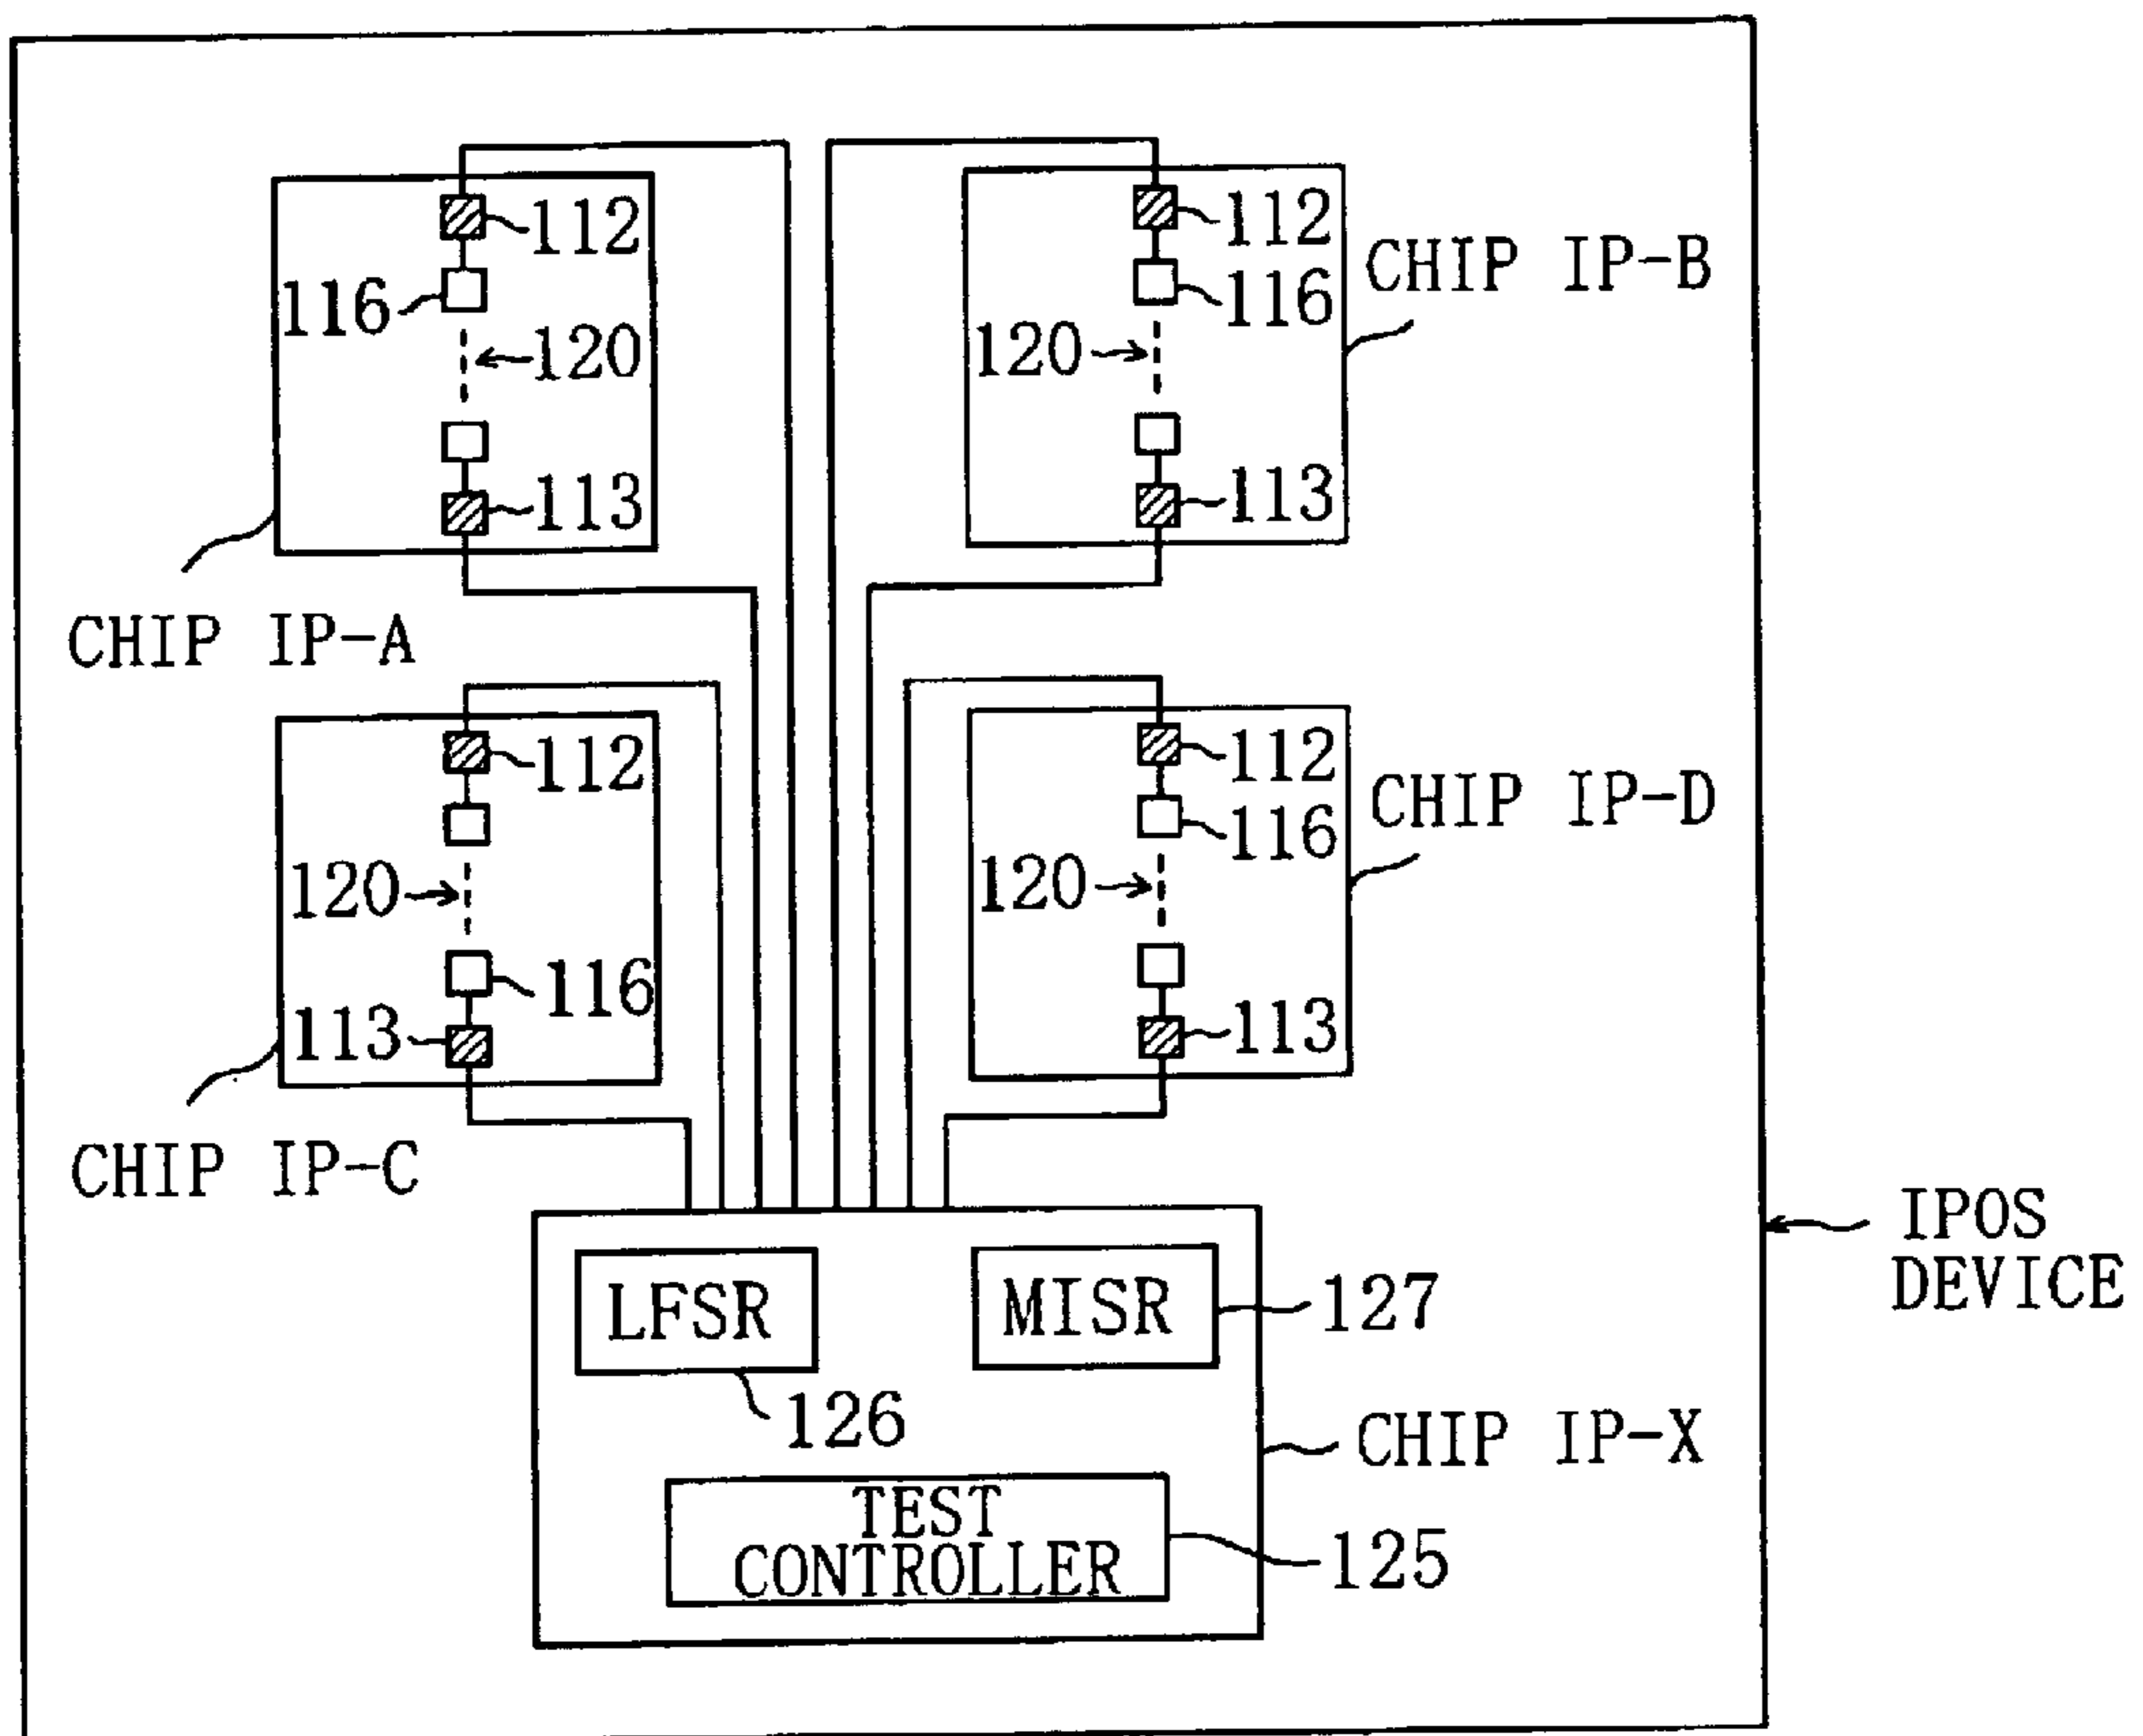 112
116
120
113
CHIP IP-A
112
116
120
113
CHIP IP-B
112
120
116
113
CHIP IP-C
112
116
120
113
CHIP IP-D
IPOS
DEVICE
LFSR
126
MISR
127
CHIP IP-X
TEST
CONTROLLER
125